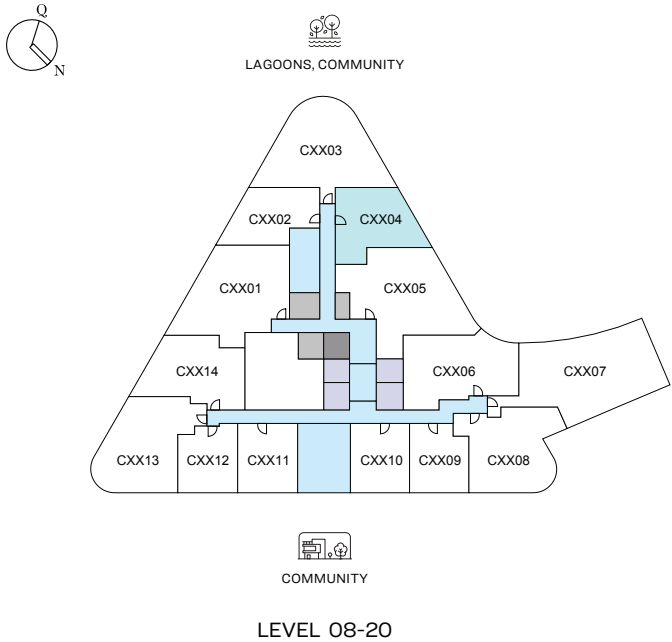 Q
N
LAGOONS, COMMUNITY
CXX03
CXX02
CXX04
CXX01
CXX05
CXX14
CXX06
CXX07
CXX13
CXX12
CXX11
CXX10
CXX09
CXX08
COMMUNITY
LEVEL 08-20